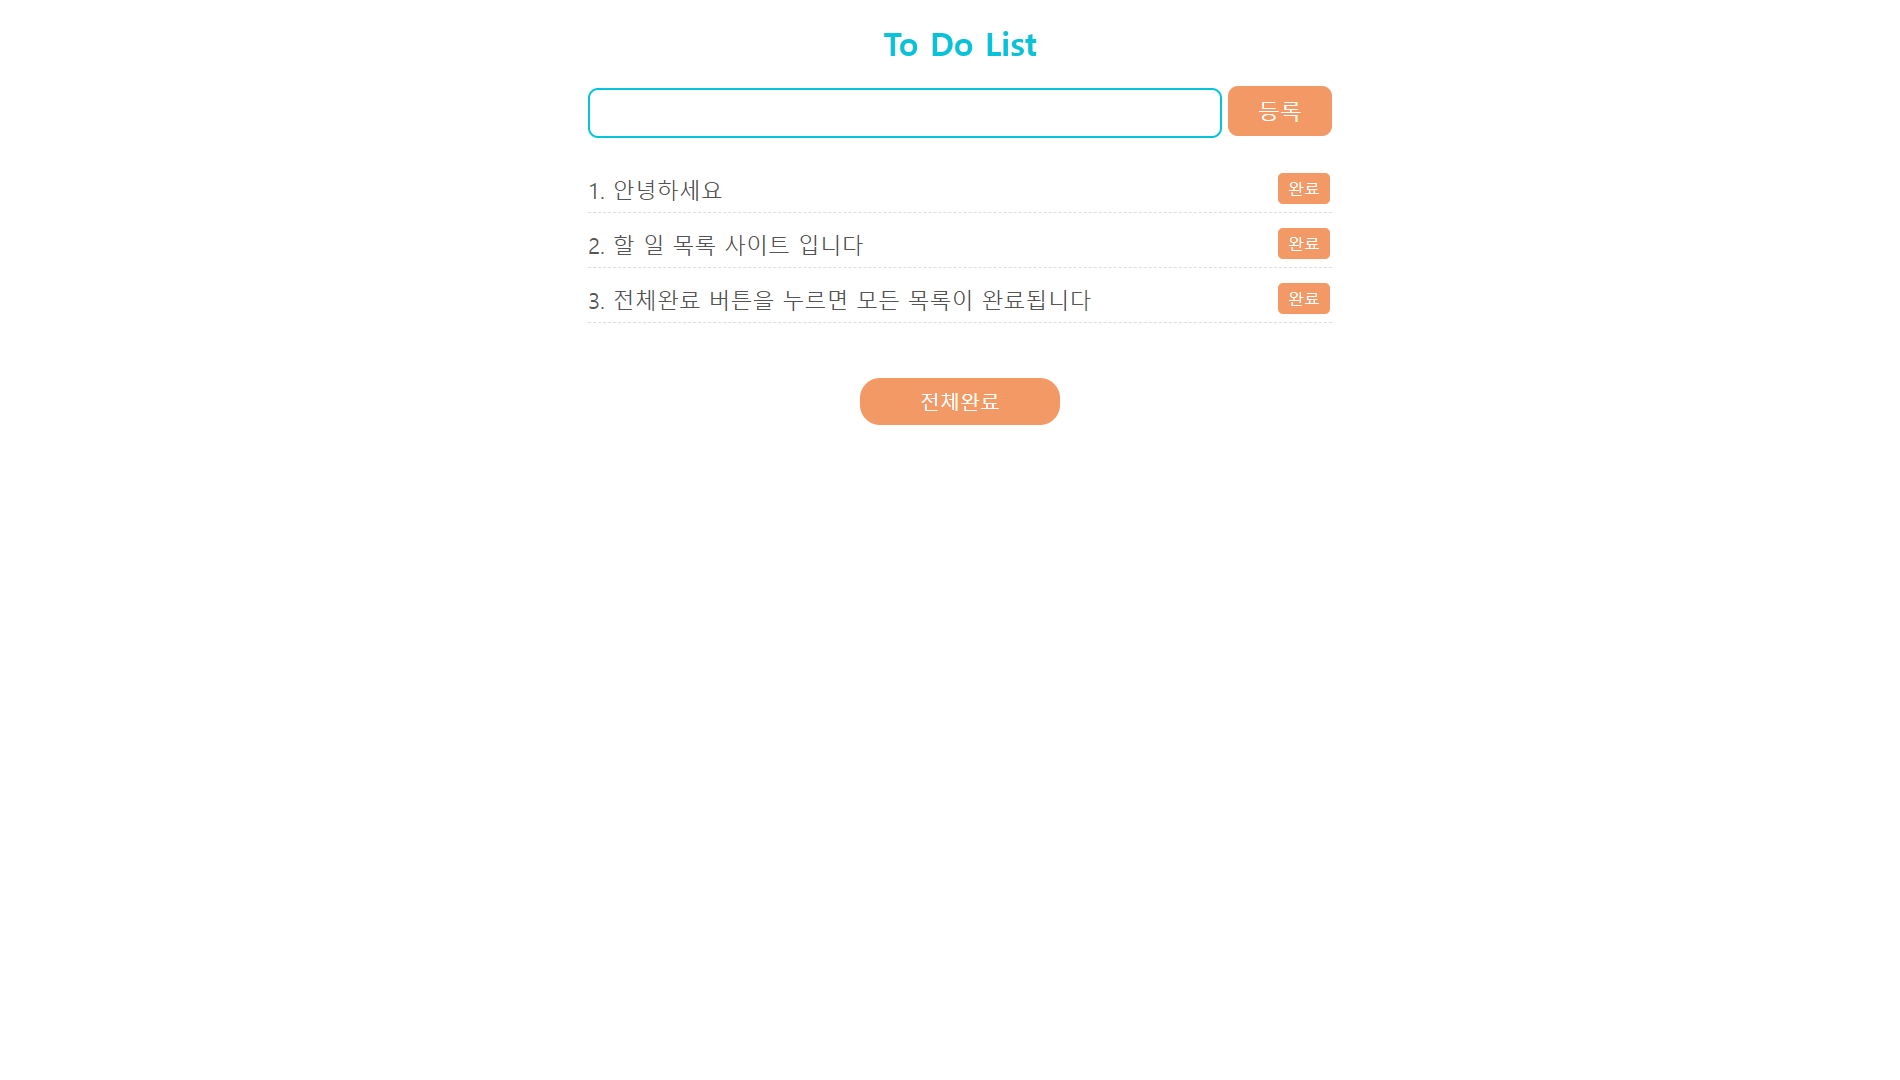 To Do List
등록
1. 안녕하세요 완료
2. 할 일 목록 사이트 입니다 완료
3. 전체완료 버튼을 누르면 모든 목록이 완료됩니다 완료
전체완료